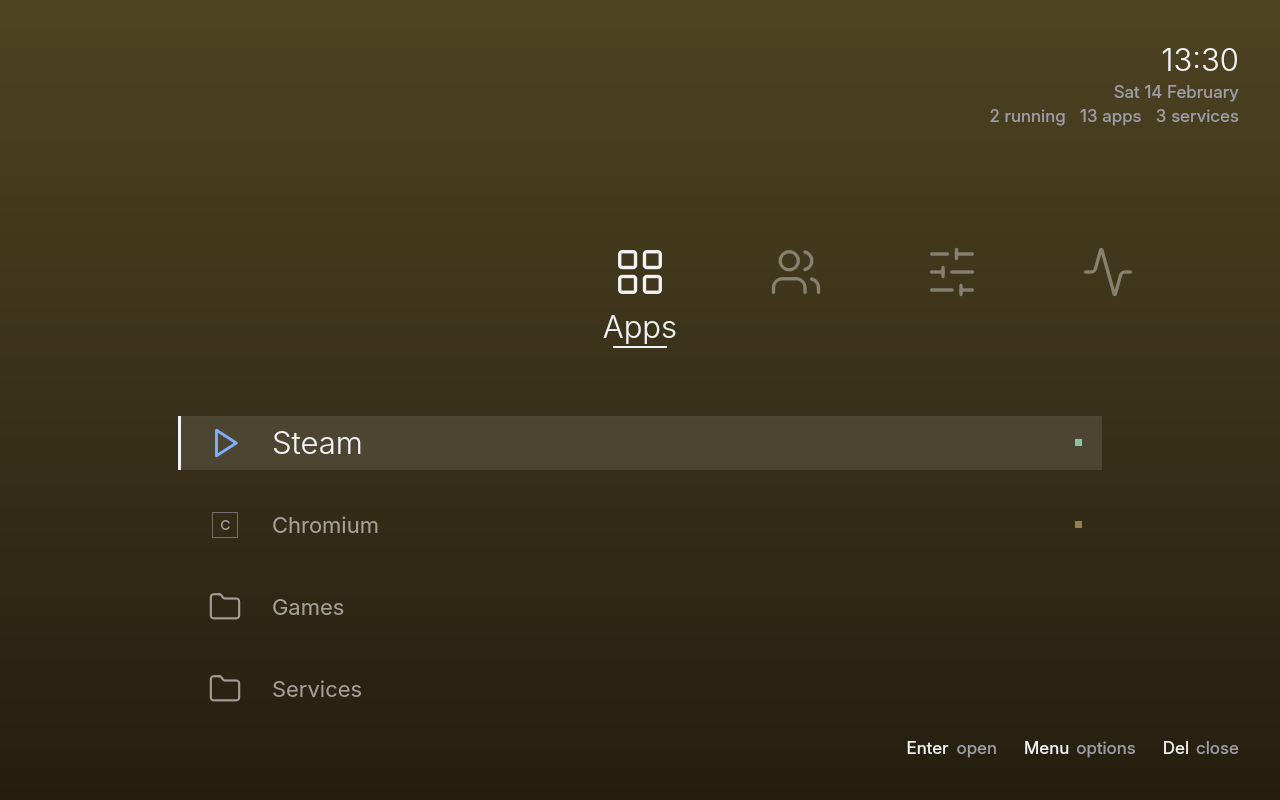 13:30
Sat 14 February
2 running 13 apps 3 services
Apps
Steam
C Chromium
Games
Services
Enter open Menu options Del close